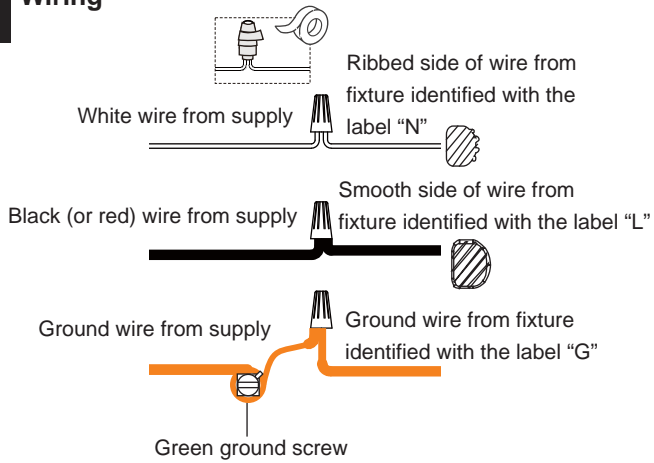 Wiring
Ribbed side of wire from
fixture identified with the
label “N”
White wire from supply
Smooth side of wire from
fixture identified with the label “L”
Black (or red) wire from supply
Ground wire from fixture
identified with the label “G”
Ground wire from supply
Green ground screw